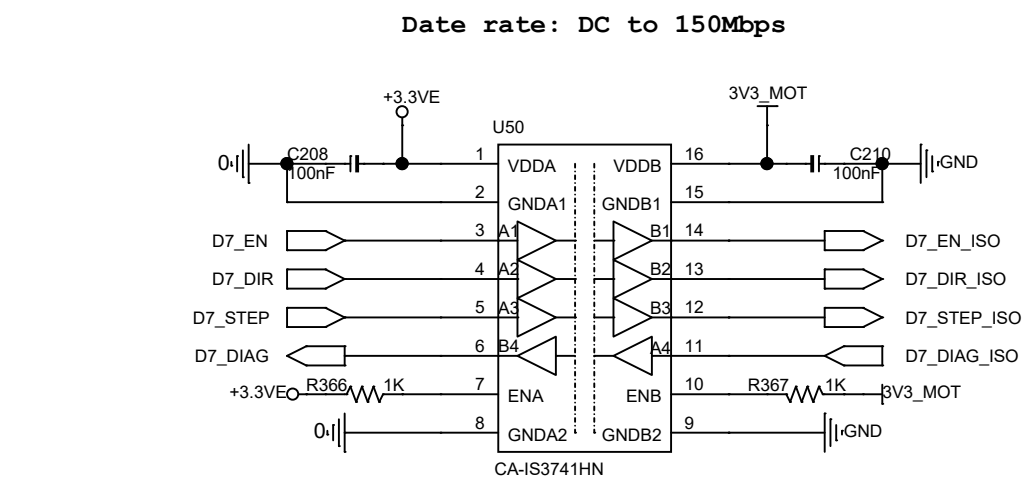 Date rate: DC to 150Mbps
+3.3VE
3V3_MOT
U50
0
C208
100nF
1
VDDA
VDDB
16
C210
100nF
GND
2
GNDA1
GNDB1
15
D7_EN
3
A1
B1
14
D7_EN_ISO
D7_DIR
4
A2
B2
13
D7_DIR_ISO
D7_STEP
5
A3
B3
12
D7_STEP_ISO
D7_DIAG
6
B4
A4
11
D7_DIAG_ISO
+3.3VE
R366
1K
7
ENA
ENB
10
R367
1K
3V3_MOT
0
8
GNDA2
GNDB2
9
GND
CA-IS3741HN